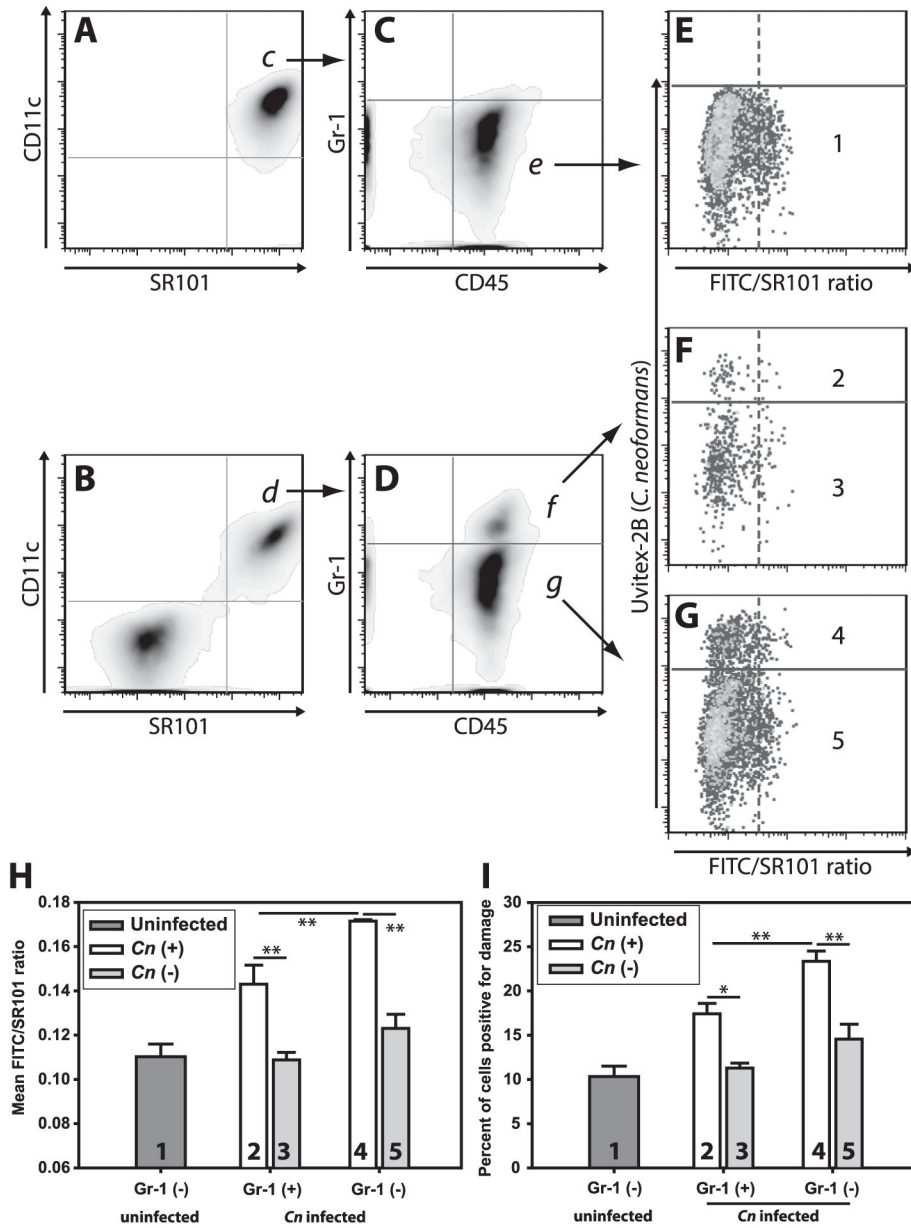 A
c
CD11c
SR101
C
Gr-1
e
CD45
E
1
FITC/SR101 ratio
Uvitex-2B (C. neoformans)
F
2
3
B
d
CD11c
SR101
D
f
g
Gr-1
CD45
G
4
5
FITC/SR101 ratio
H
Mean FITC/SR101 ratio
0.18
0.16
0.14
0.12
0.10
0.08
0.06
Uninfected
Cn (+)
Cn (-)
**
**
**
1
2
3
4
5
Gr-1 (-)
Gr-1 (+)
Gr-1 (-)
uninfected
Cn infected
I
Percent of cells positive for damage
30
25
20
15
10
5
0
Uninfected
Cn (+)
Cn (-)
**
**
*
1
2
3
4
5
Gr-1 (-)
Gr-1 (+)
Gr-1 (-)
uninfected
Cn infected